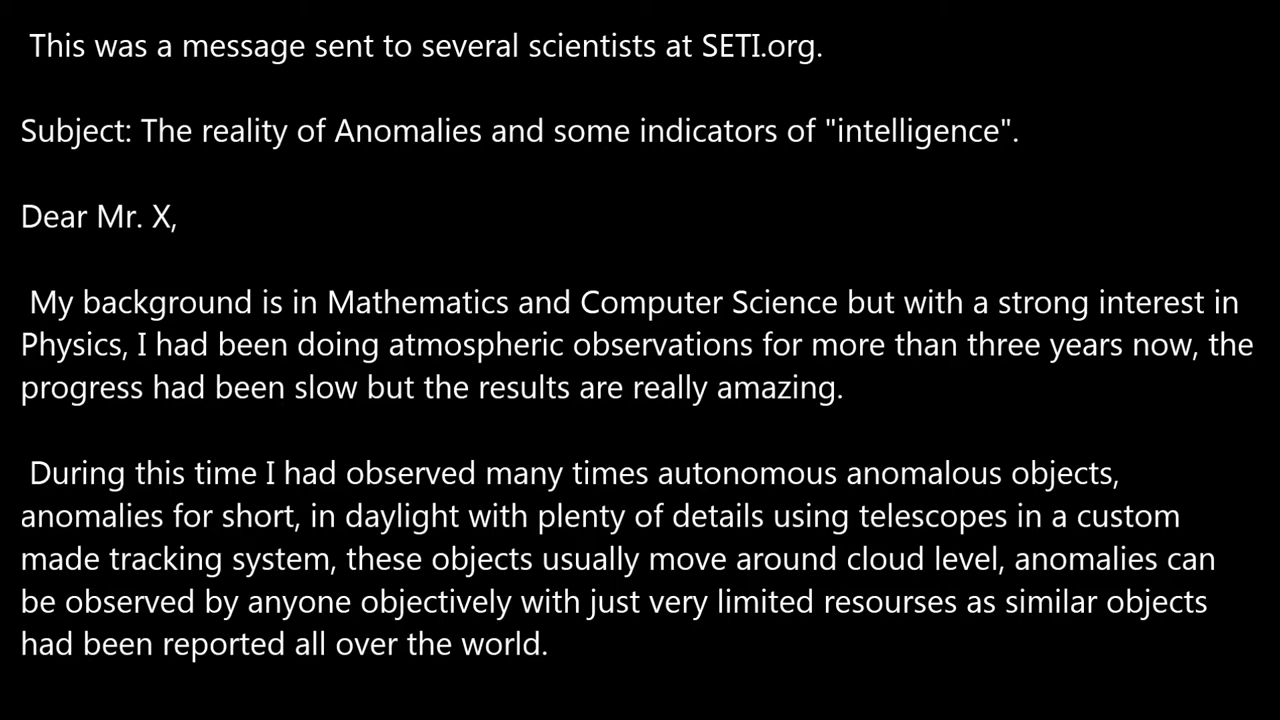 This was a message sent to several scientists at SETI.org.
Subject: The reality of Anomalies and some indicators of "intelligence".
Dear Mr. X,
My background is in Mathematics and Computer Science but with a strong interest in
Physics, I had been doing atmospheric observations for more than three years now, the
progress had been slow but the results are really amazing.
During this time I had observed many times autonomous anomalous objects,
anomalies for short, in daylight with plenty of details using telescopes in a custom
made tracking system, these objects usually move around cloud level, anomalies can
be observed by anyone objectively with just very limited resourses as similar objects
had been reported all over the world.